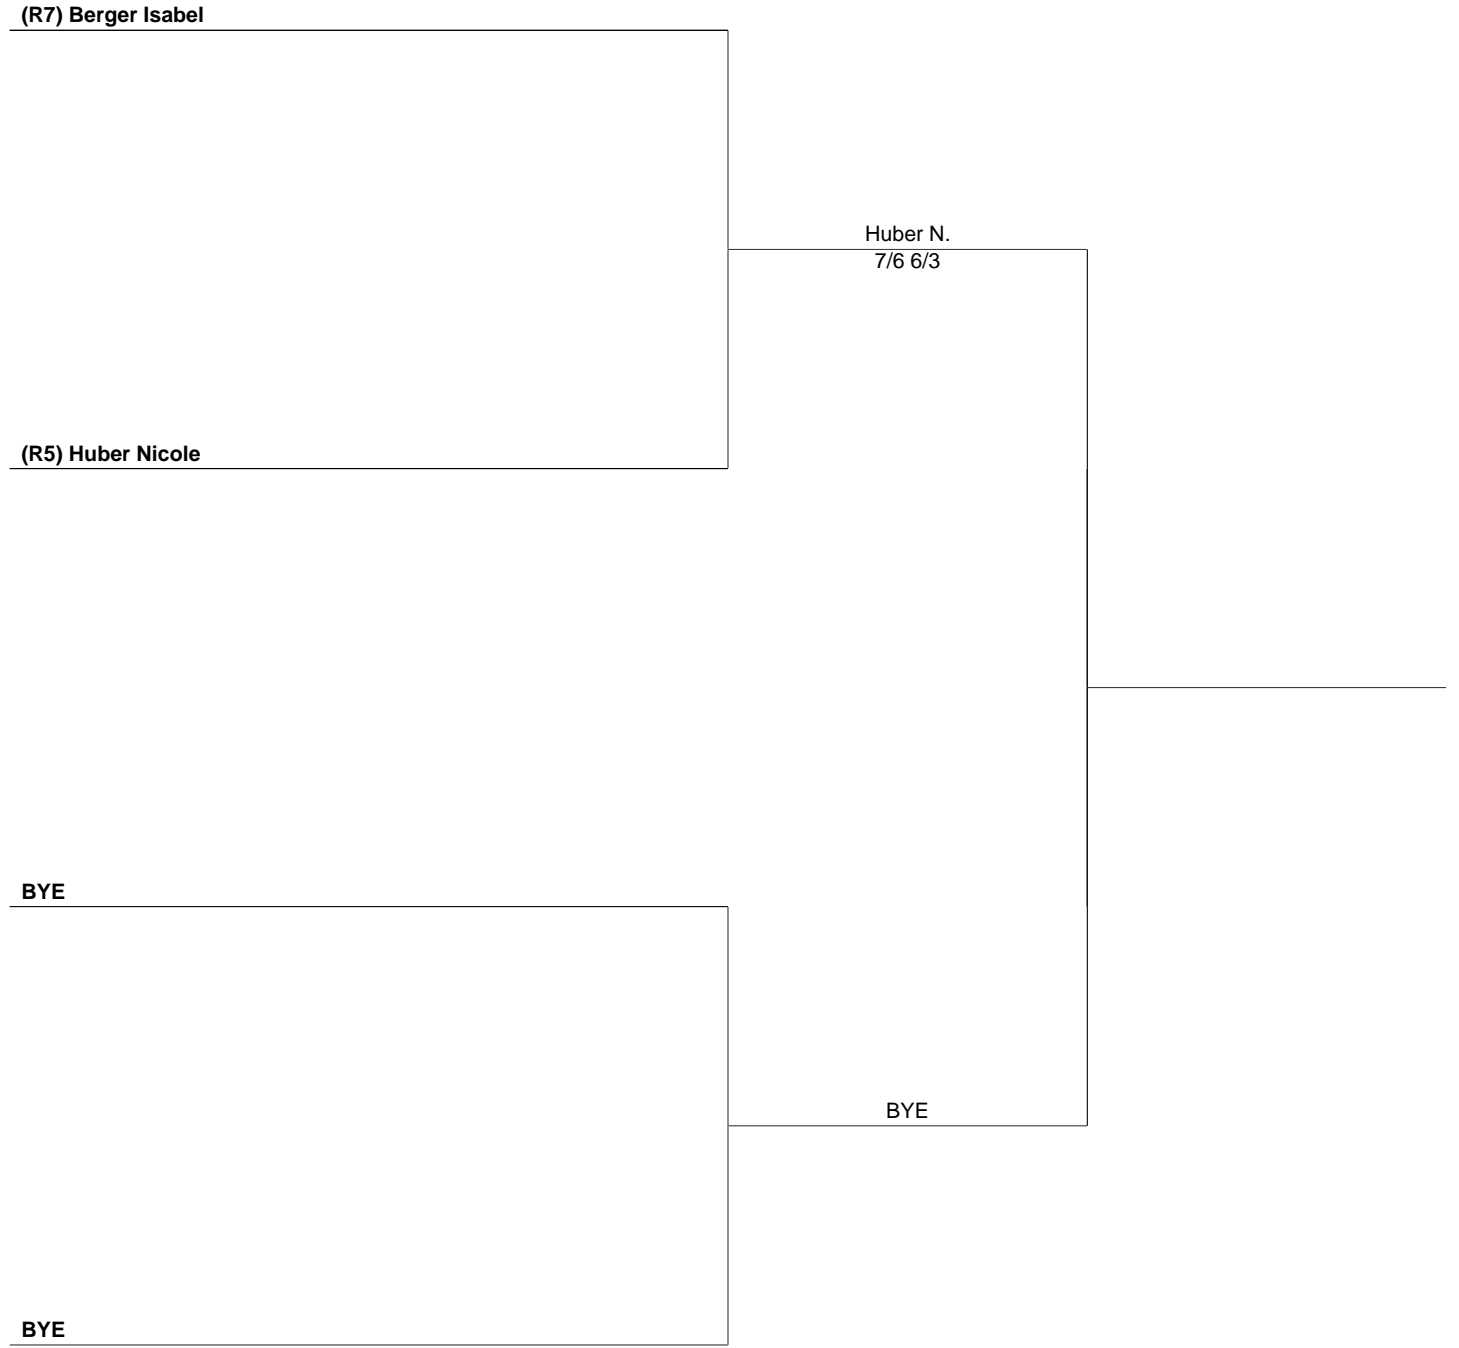 (R7) Berger Isabel
Huber N.
7/6 6/3
(R5) Huber Nicole
BYE
BYE
BYE